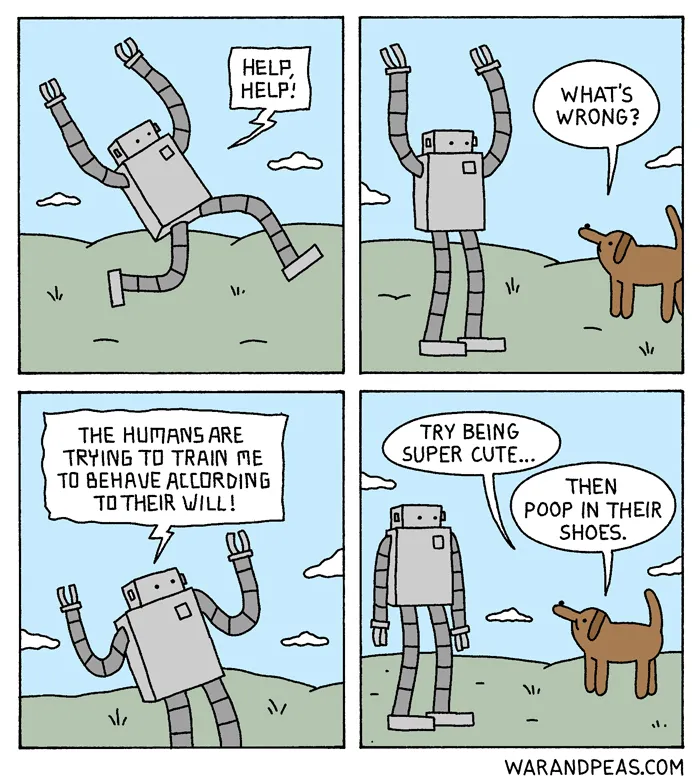 HELP,
HELP!
WHAT'S
WRONG?
THE HUMANS ARE
TRYING TO TRAIN ME
TO BEHAVE ACCORDING
TO THEIR WILL!
TRY BEING
SUPER CUTE...
THEN
POOP IN THEIR
SHOES.
WARANDPEAS.COM